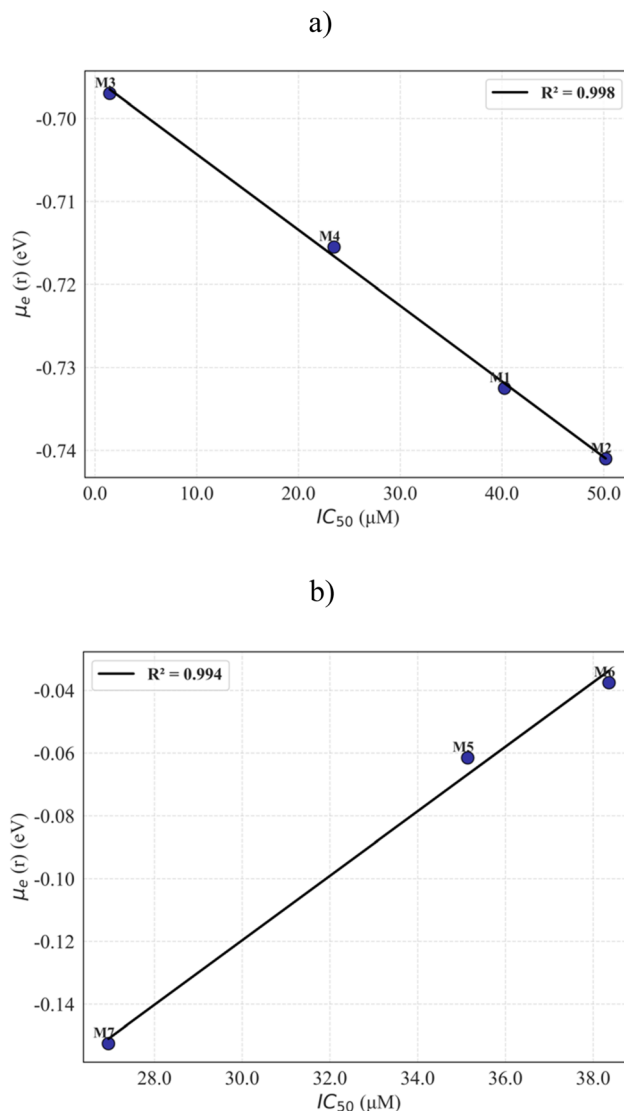 a)
M3
R² = 0.998
-0.70
-0.71
M4
-0.72
-0.73
M1
-0.74
M2
μe (r) (eV)
0.0 10.0 20.0 30.0 40.0 50.0
IC50 (μM)
b)
R² = 0.994
M6
-0.04
M5
-0.06
-0.08
-0.10
-0.12
-0.14
M7
μe (r) (eV)
28.0 30.0 32.0 34.0 36.0 38.0
IC50 (μM)